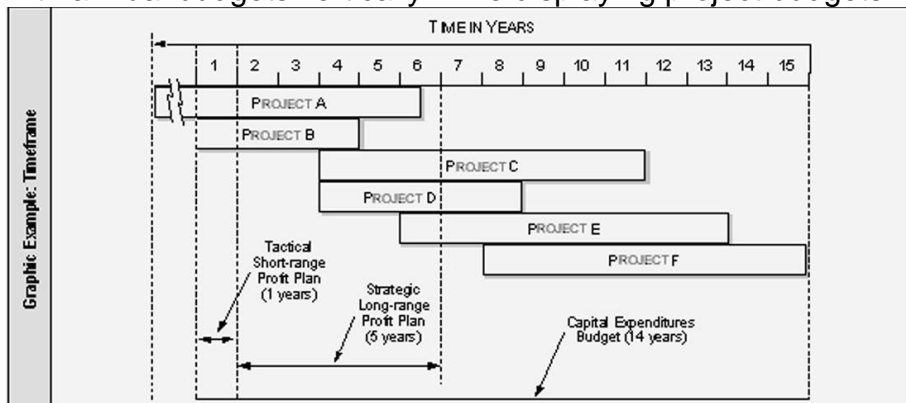 TIME IN YEARS
1 2 3 4 5 6 7 8 9 10 11 12 13 14 15
PROJECT A
PROJECT B
PROJECT C
PROJECT D
PROJECT E
PROJECT F
Graphic Example: Timeframe
Tactical
Short-range
Profit Plan
(1 years)
Strategic
Long-range
Profit Plan
(5 years)
Capital Expenditures
Budget (14 years)